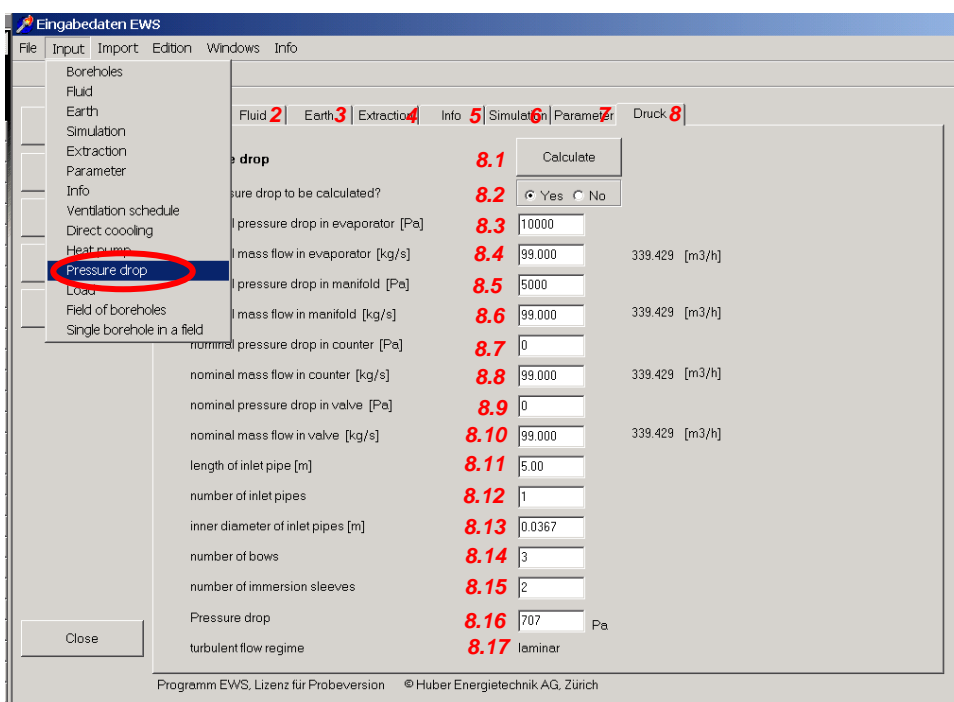 Eingabedaten EWS
File Input Import Edition Windows Info
Boreholes
Fluid
Earth
Simulation
Extraction
Parameter
Info
Ventilation schedule
Direct coooling
Heat pump
Pressure drop
Load
Field of boreholes
Single borehole in a field
Fluid 2 Earth 3 Extraction 4 Info 5 Simulation 6 Parameter 7 Druck 8
drop 8.1 Calculate
sure drop to be calculated? 8.2 Yes No
l pressure drop in evaporator [Pa] 8.3 10000
l mass flow in evaporator [kg/s] 8.4 99.000 339.429 [m3/h]
l pressure drop in manifold [Pa] 8.5 5000
l mass flow in manifold [kg/s] 8.6 99.000 339.429 [m3/h]
nominal pressure drop in counter [Pa] 8.7 0
nominal mass flow in counter [kg/s] 8.8 99.000 339.429 [m3/h]
nominal pressure drop in valve [Pa] 8.9 0
nominal mass flow in valve [kg/s] 8.10 99.000 339.429 [m3/h]
length of inlet pipe [m] 8.11 5.00
number of inlet pipes 8.12 1
inner diameter of inlet pipes [m] 8.13 0.0367
number of bows 8.14 3
number of immersion sleeves 8.15 2
Pressure drop 8.16 707 Pa
turbulent flow regime 8.17 laminar
Close
Programm EWS, Lizenz für Probeversion © Huber Energietechnik AG, Zürich